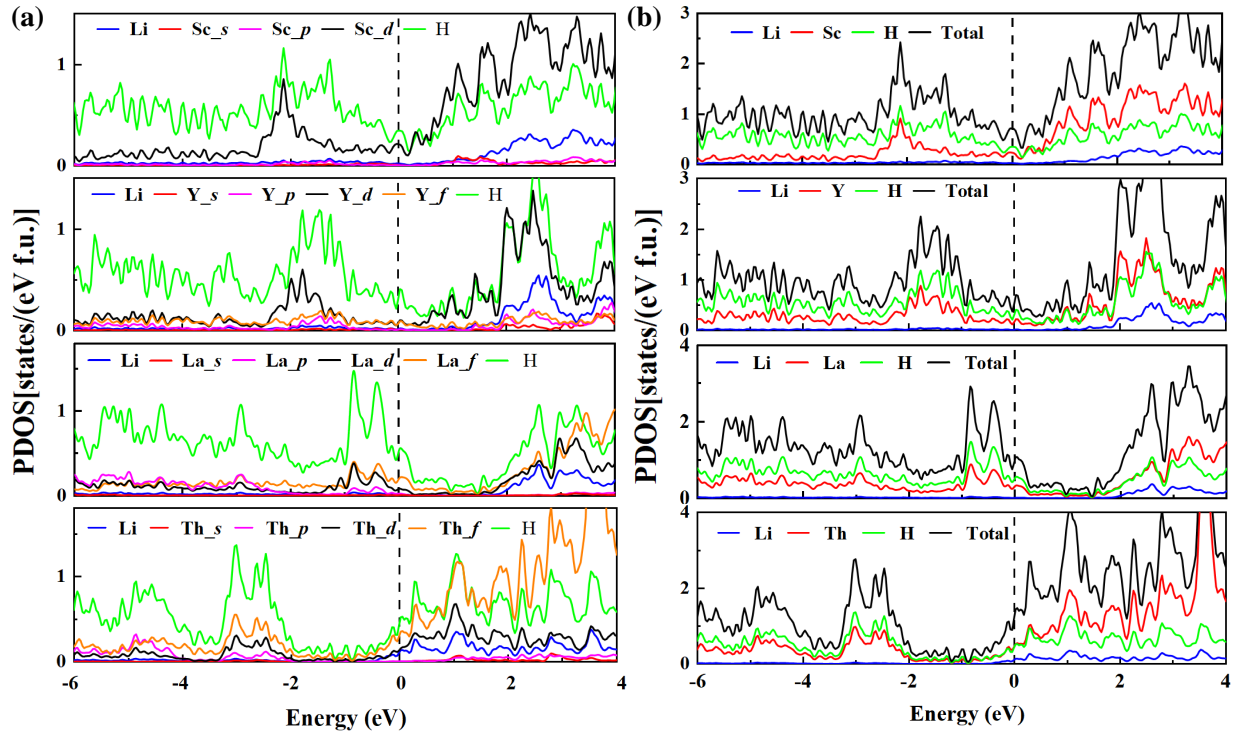 (a)
PDOS[states/(eV f.u.)]
Li Sc_s Sc_p Sc_d H
1
0
Li Y_s Y_p Y_d Y_f H
1
0
Li La_s La_p La_d La_f H
1
0
Li Th_s Th_p Th_d Th_f H
1
0
-6 -4 -2 0 2 4
Energy (eV)
(b)
PDOS[states/(eV f.u.)]
Li Sc H Total
3
2
1
0
Li Y H Total
3
2
1
0
Li La H Total
4
2
0
Li Th H Total
4
2
0
-6 -4 -2 0 2 4
Energy (eV)